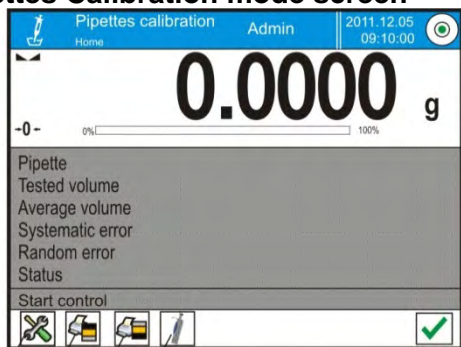 ettes Calibration mode screen
Pipettes calibration Admin 2011.12.05
Home 09:10:00
0.0000 g
-0- 0% 100%
Pipette
Tested volume
Average volume
Systematic error
Random error
Status
Start control